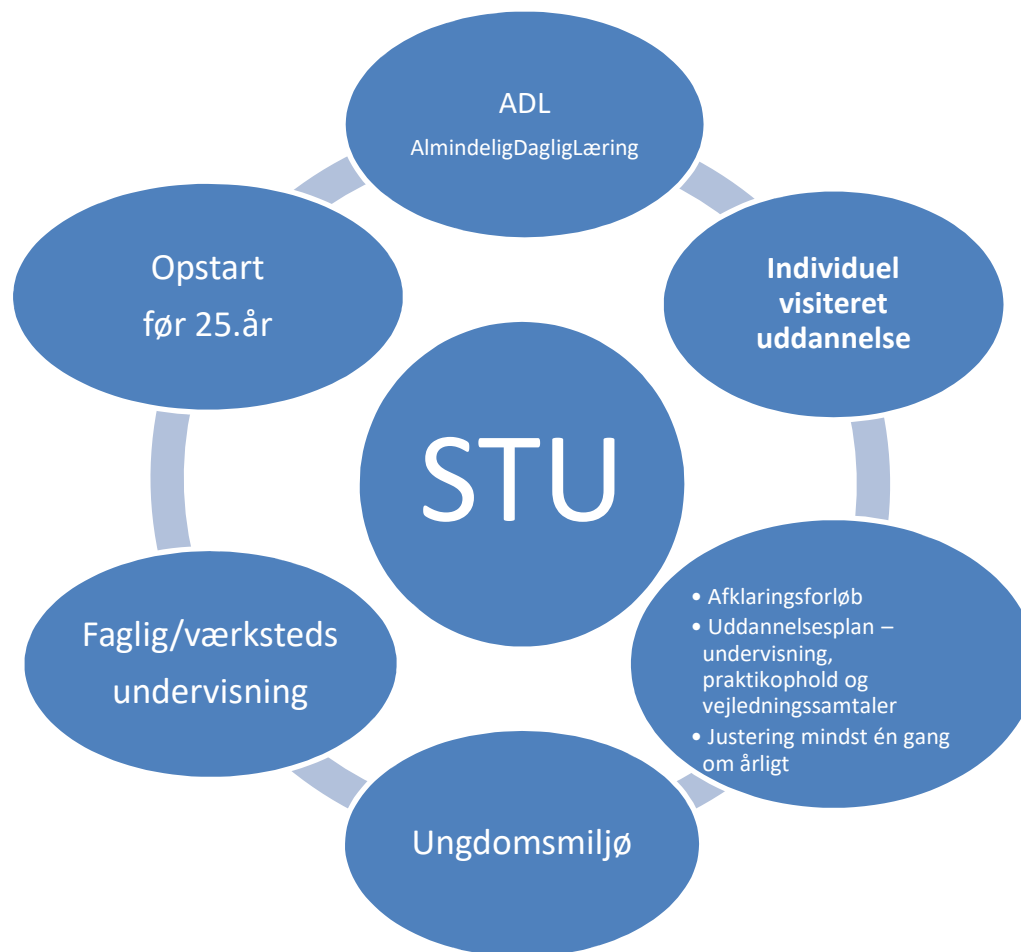 ADL
AlmindeligDagligLæring
Individuel
visiteret
uddannelse
• Afklaringsforløb
• Uddannelsesplan –
undervisning,
praktikophold og
vejledningssamtaler
• Justering mindst én gang
om årligt
Ungdomsmiljø
Faglig/værksteds
undervisning
Opstart
før 25.år
STU